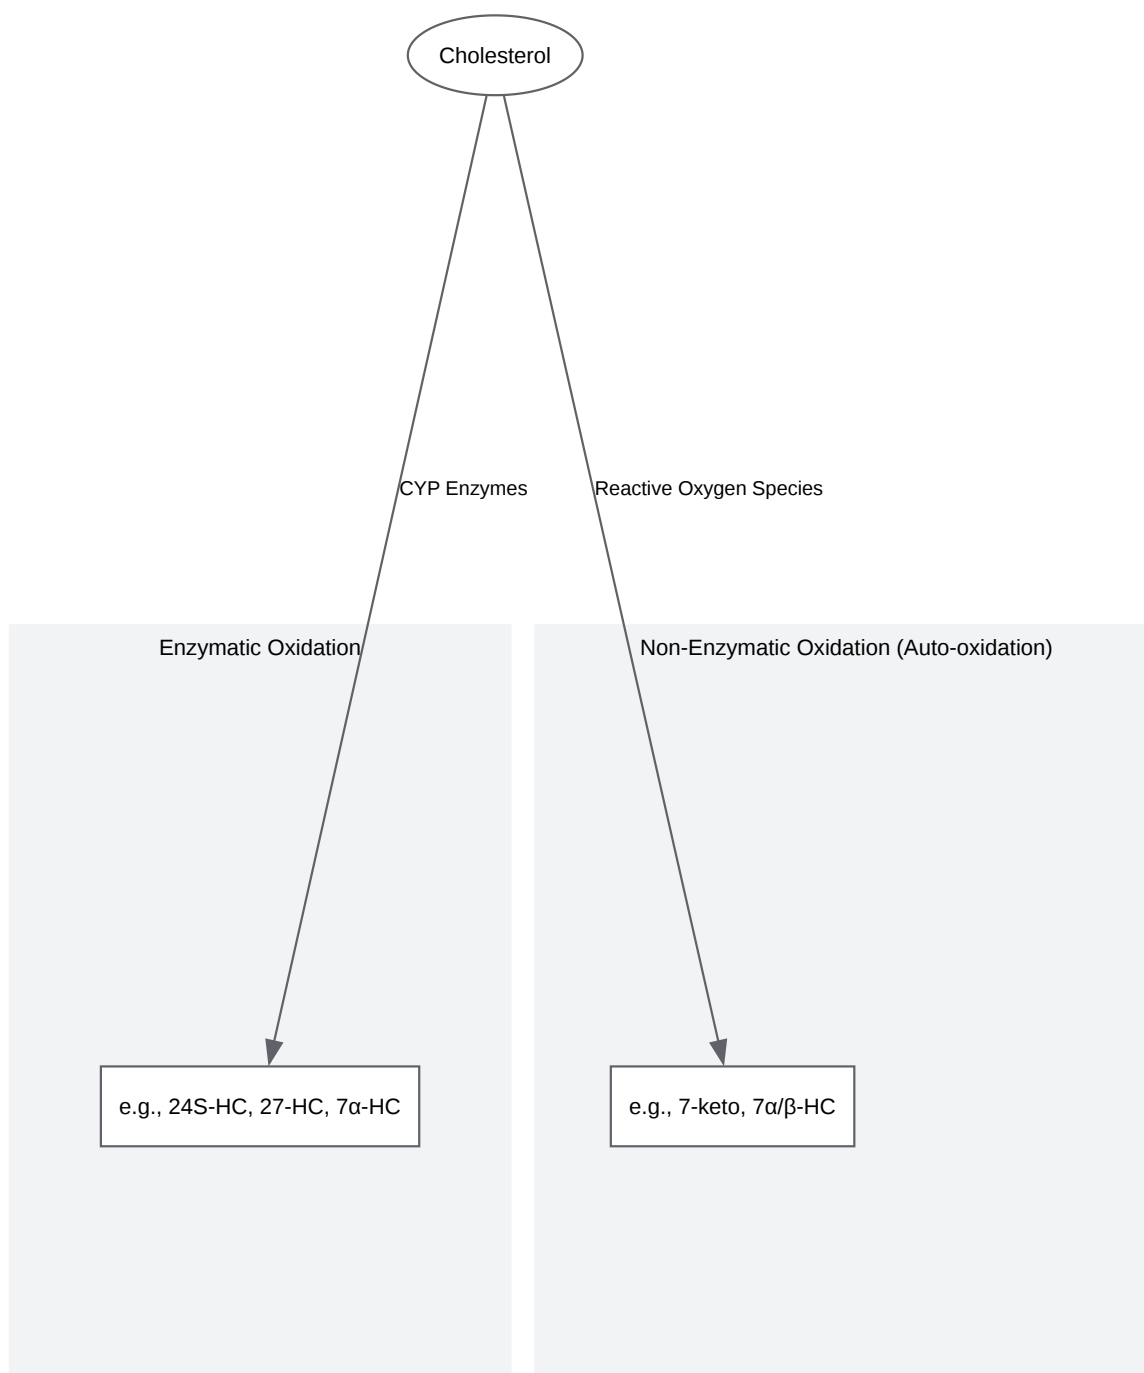 Cholesterol
CYP Enzymes
Reactive Oxygen Species
Enzymatic Oxidation
Non-Enzymatic Oxidation (Auto-oxidation)
e.g., 24S-HC, 27-HC, 7α-HC
e.g., 7-keto, 7α/β-HC